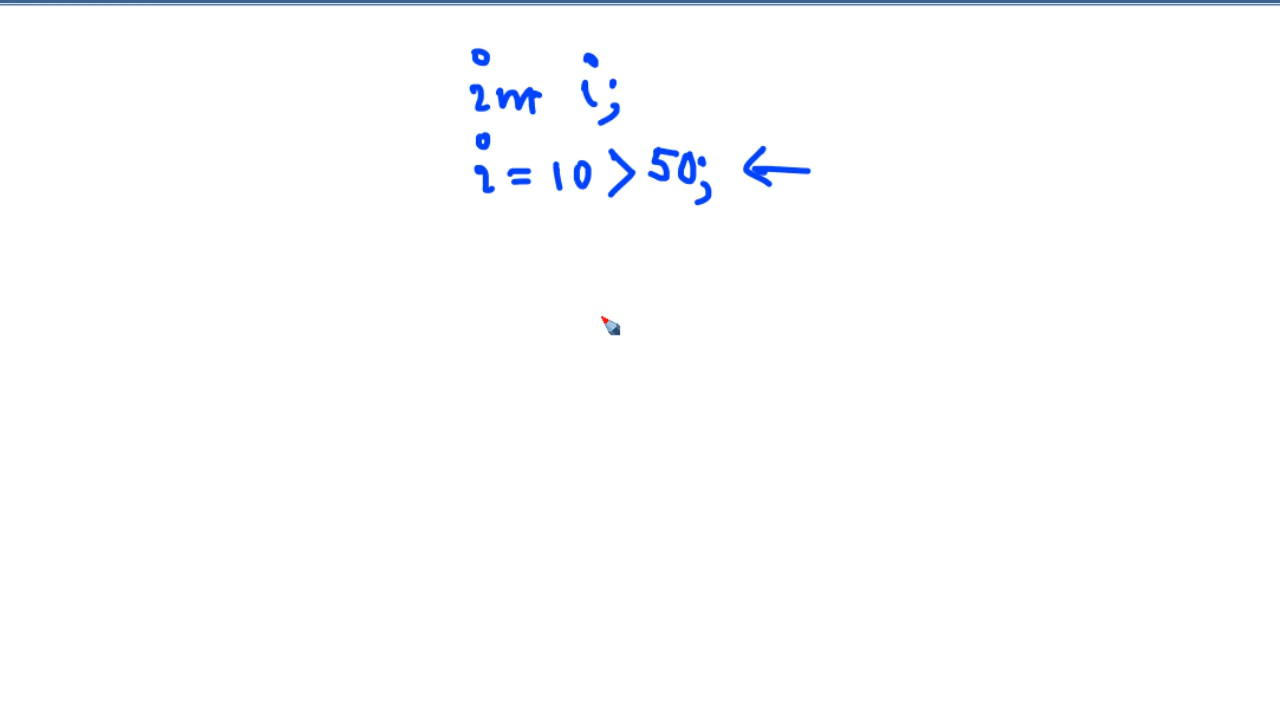 int i;
i = 10 > 50; ←